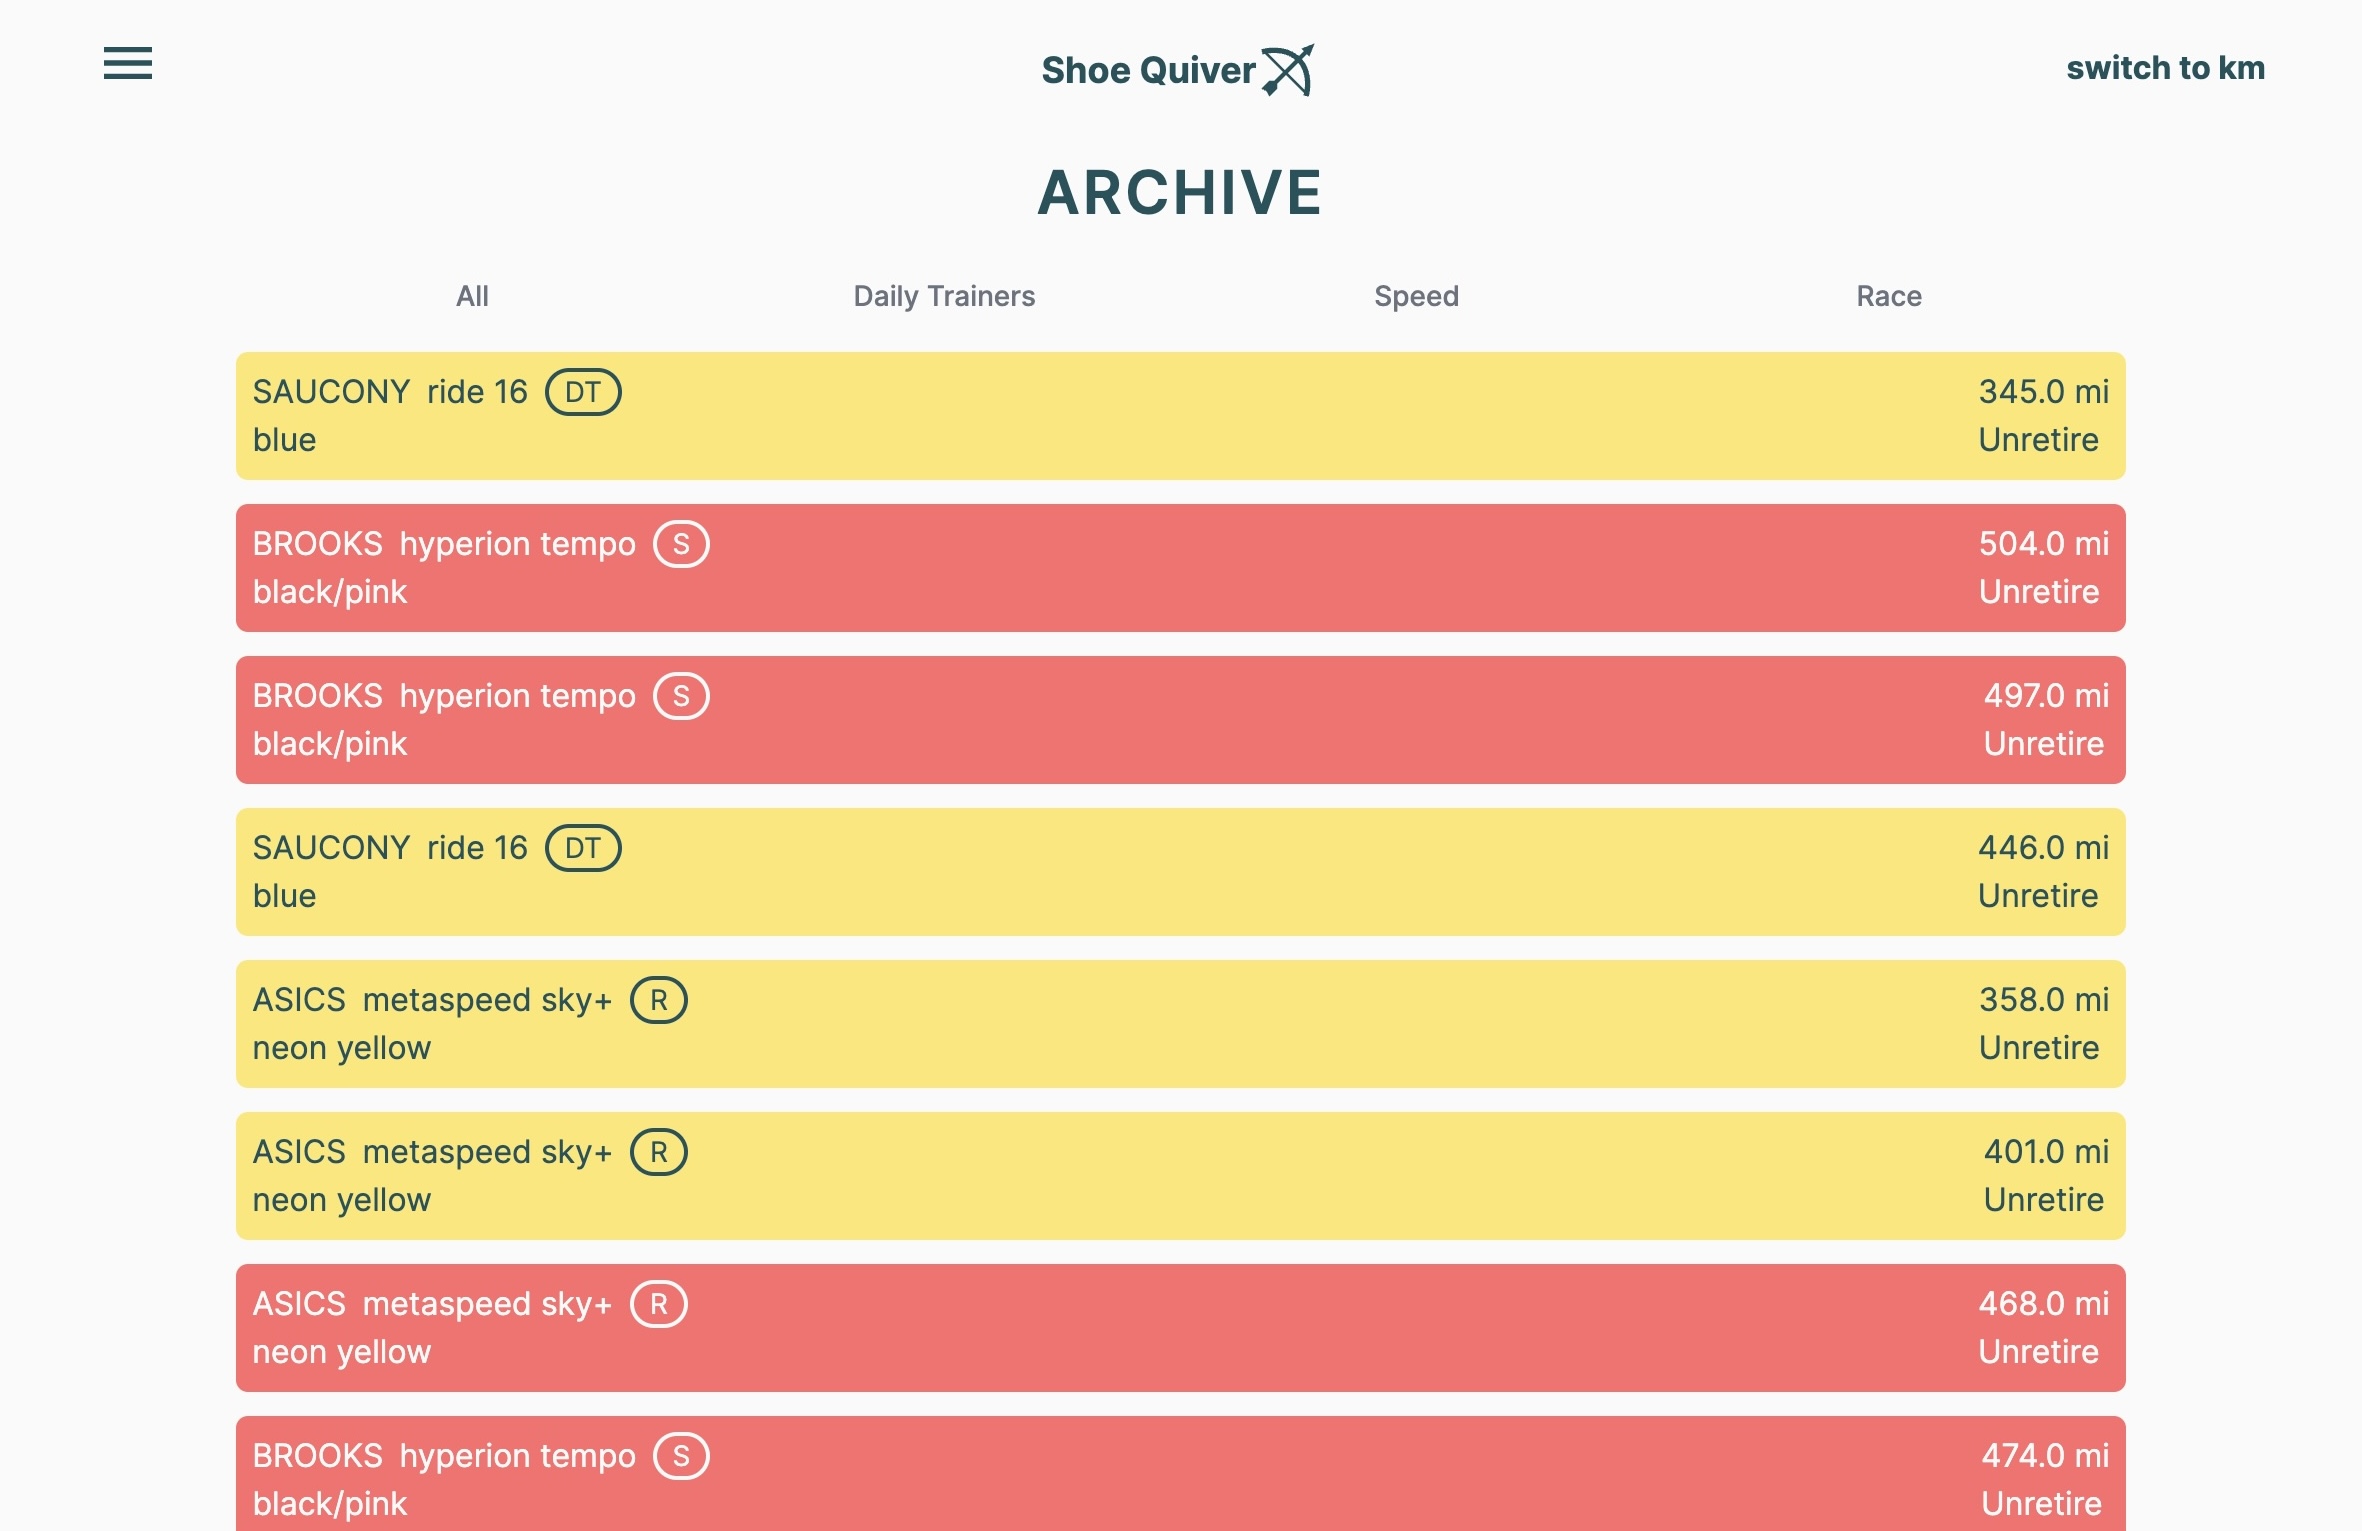 Shoe Quiver
switch to km
ARCHIVE
All Daily Trainers Speed Race
SAUCONY ride 16 DT 345.0 mi
blue Unretire
BROOKS hyperion tempo S 504.0 mi
black/pink Unretire
BROOKS hyperion tempo S 497.0 mi
black/pink Unretire
SAUCONY ride 16 DT 446.0 mi
blue Unretire
ASICS metaspeed sky+ R 358.0 mi
neon yellow Unretire
ASICS metaspeed sky+ R 401.0 mi
neon yellow Unretire
ASICS metaspeed sky+ R 468.0 mi
neon yellow Unretire
BROOKS hyperion tempo S 474.0 mi
black/pink Unretire